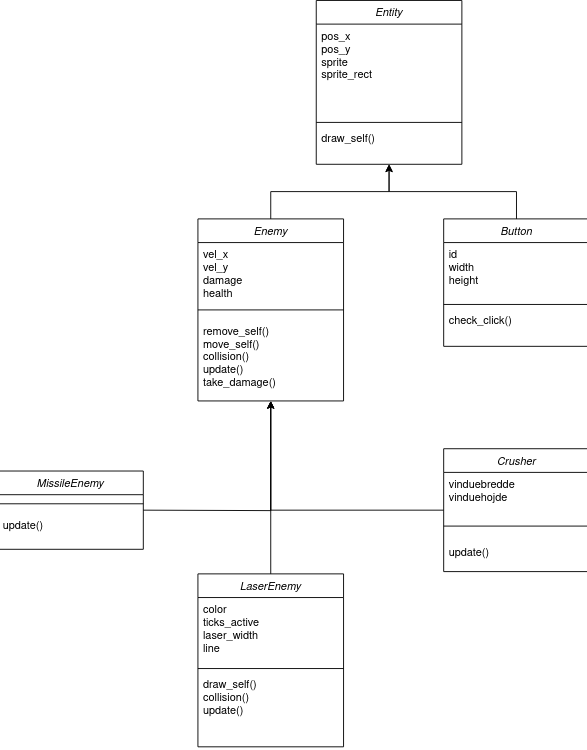 Entity
pos_x
pos_y
sprite
sprite_rect
draw_self()
Enemy
vel_x
vel_y
damage
health
remove_self()
move_self()
collision()
update()
take_damage()
Button
id
width
height
check_click()
MissileEnemy
update()
Crusher
vinduebredde
vinduehojde
update()
LaserEnemy
color
ticks_active
laser_width
line
draw_self()
collision()
update()